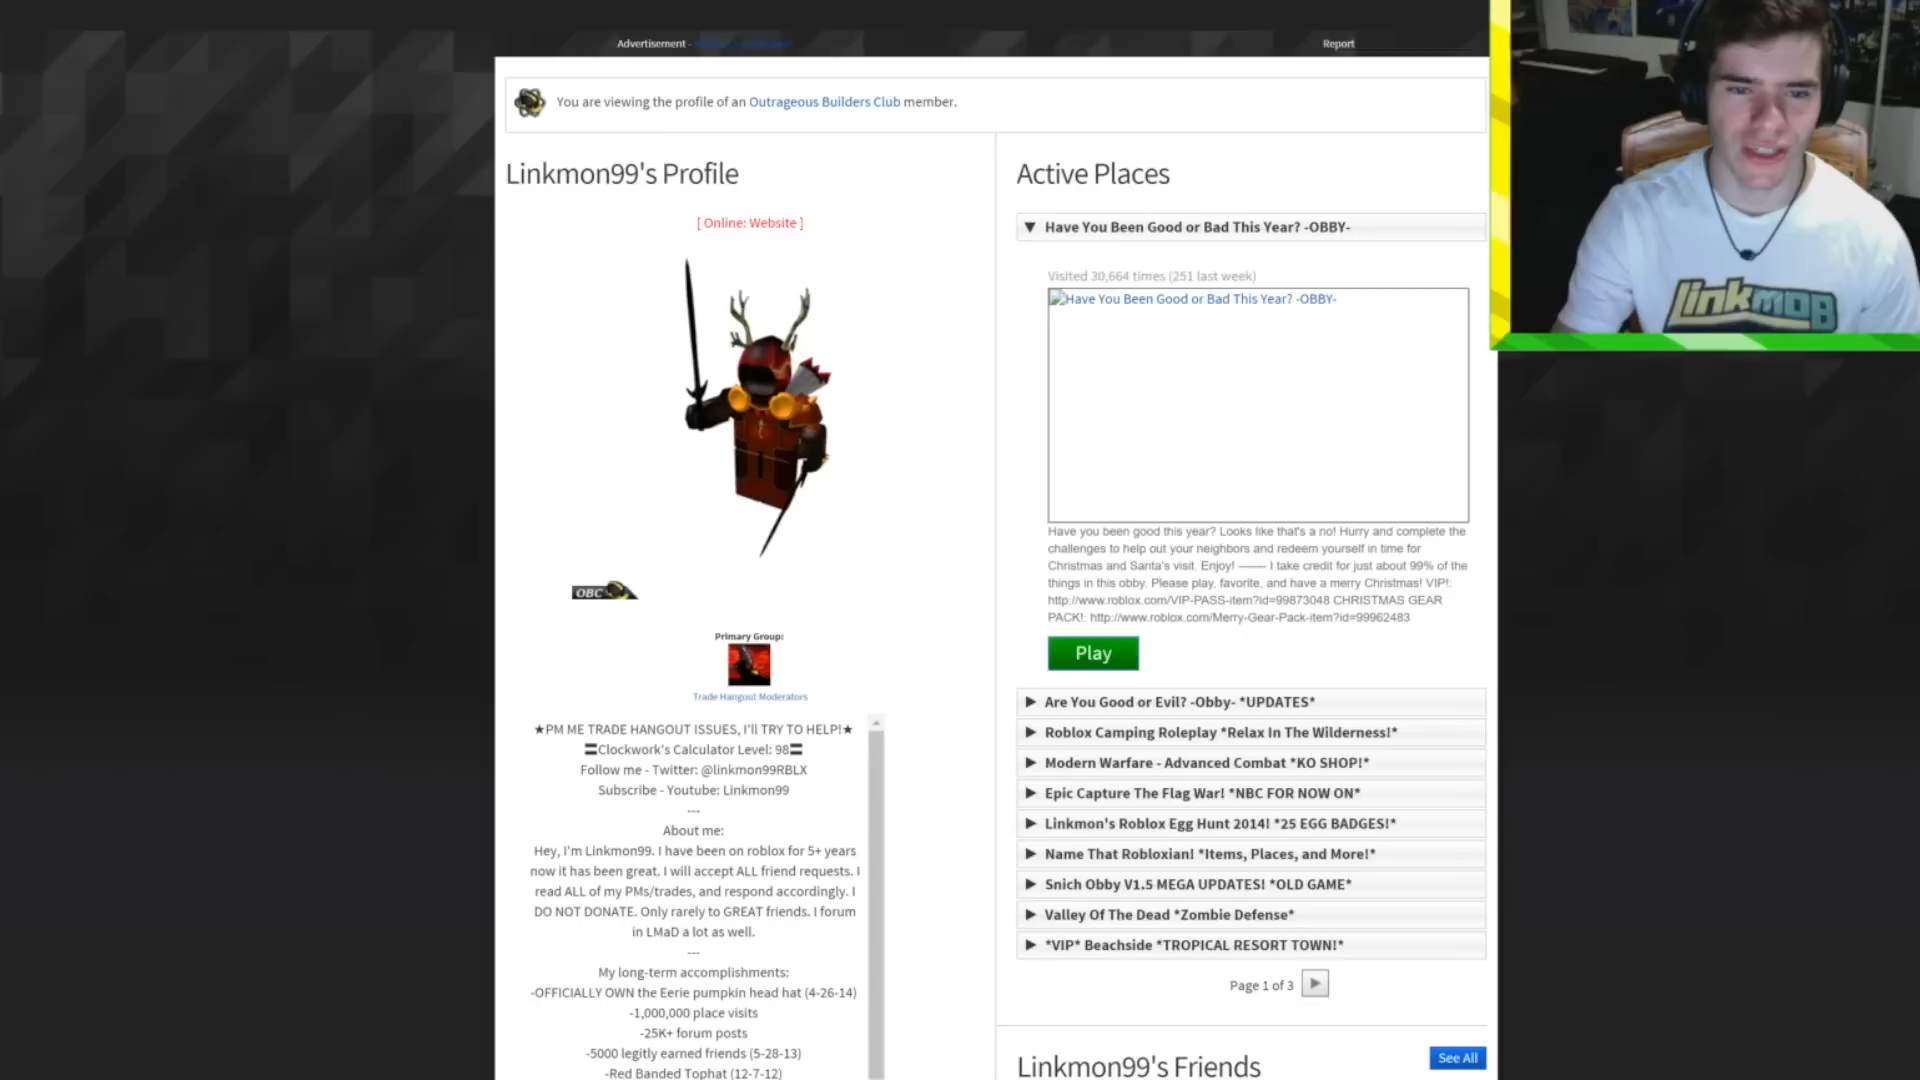 Advertisement -
Report
You are viewing the profile of an Outrageous Builders Club member.
Linkmon99's Profile
[ Online: Website ]
OBC
Primary Group:
Trade Hangout Moderators
★PM ME TRADE HANGOUT ISSUES, I'll TRY TO HELP!★
〓Clockwork's Calculator Level: 98〓
Follow me - Twitter: @linkmon99RBLX
Subscribe - Youtube: Linkmon99
---
About me:
Hey, I'm Linkmon99. I have been on roblox for 5+ years
now it has been great. I will accept ALL friend requests. I
read ALL of my PMs/trades, and respond accordingly. I
DO NOT DONATE. Only rarely to GREAT friends. I forum
in LMaD a lot as well.
---
My long-term accomplishments:
-OFFICIALLY OWN the Eerie pumpkin head hat (4-26-14)
-1,000,000 place visits
-25K+ forum posts
-5000 legitly earned friends (5-28-13)
-Red Banded Tophat (12-7-12)
Active Places
▼ Have You Been Good or Bad This Year? -OBBY-
Visited 30,664 times (251 last week)
Have You Been Good or Bad This Year? -OBBY-
Have you been good this year? Looks like that's a no! Hurry and complete the
challenges to help out your neighbors and redeem yourself in time for
Christmas and Santa's visit. Enjoy! —— I take credit for just about 99% of the
things in this obby. Please play, favorite, and have a merry Christmas! VIP!:
http://www.roblox.com/VIP-PASS-item?id=99873048 CHRISTMAS GEAR
PACK!: http://www.roblox.com/Merry-Gear-Pack-item?id=99962483
Play
▶ Are You Good or Evil? -Obby- *UPDATES*
▶ Roblox Camping Roleplay *Relax In The Wilderness!*
▶ Modern Warfare - Advanced Combat *KO SHOP!*
▶ Epic Capture The Flag War! *NBC FOR NOW ON*
▶ Linkmon's Roblox Egg Hunt 2014! *25 EGG BADGES!*
▶ Name That Robloxian! *Items, Places, and More!*
▶ Snich Obby V1.5 MEGA UPDATES! *OLD GAME*
▶ Valley Of The Dead *Zombie Defense*
▶ *VIP* Beachside *TROPICAL RESORT TOWN!*
Page 1 of 3
Linkmon99's Friends
See All
linkmob